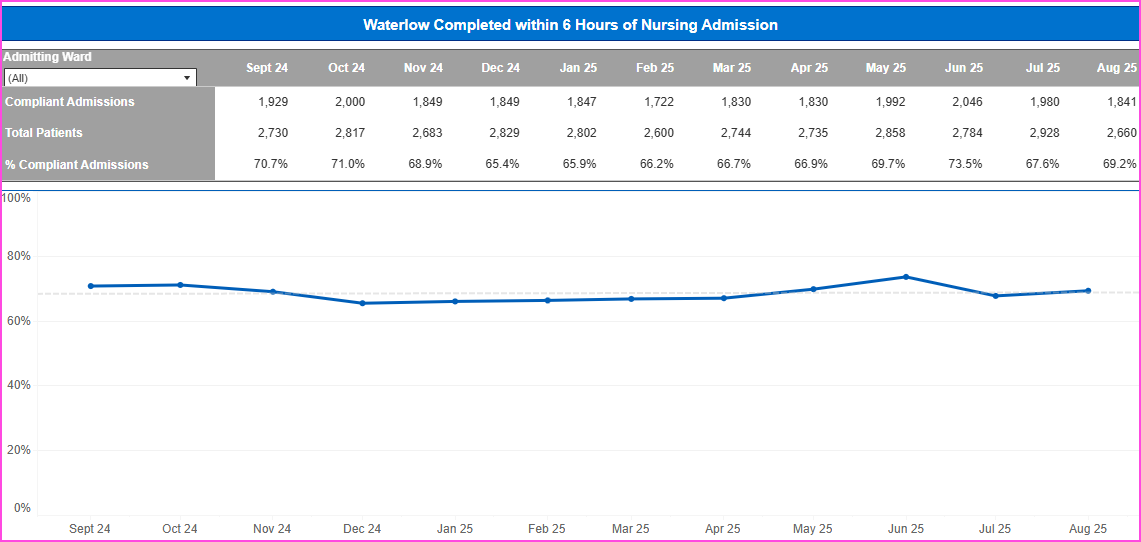 Waterlow Completed within 6 Hours of Nursing Admission
Admitting Ward
(All)
Sept 24 Oct 24 Nov 24 Dec 24 Jan 25 Feb 25 Mar 25 Apr 25 May 25 Jun 25 Jul 25 Aug 25
Compliant Admissions 1,929 2,000 1,849 1,849 1,847 1,722 1,830 1,830 1,992 2,046 1,980 1,841
Total Patients 2,730 2,817 2,683 2,829 2,802 2,600 2,744 2,735 2,858 2,784 2,928 2,660
% Compliant Admissions 70.7% 71.0% 68.9% 65.4% 65.9% 66.2% 66.7% 66.9% 69.7% 73.5% 67.6% 69.2%
100%
80%
60%
40%
20%
0%
Sept 24 Oct 24 Nov 24 Dec 24 Jan 25 Feb 25 Mar 25 Apr 25 May 25 Jun 25 Jul 25 Aug 25